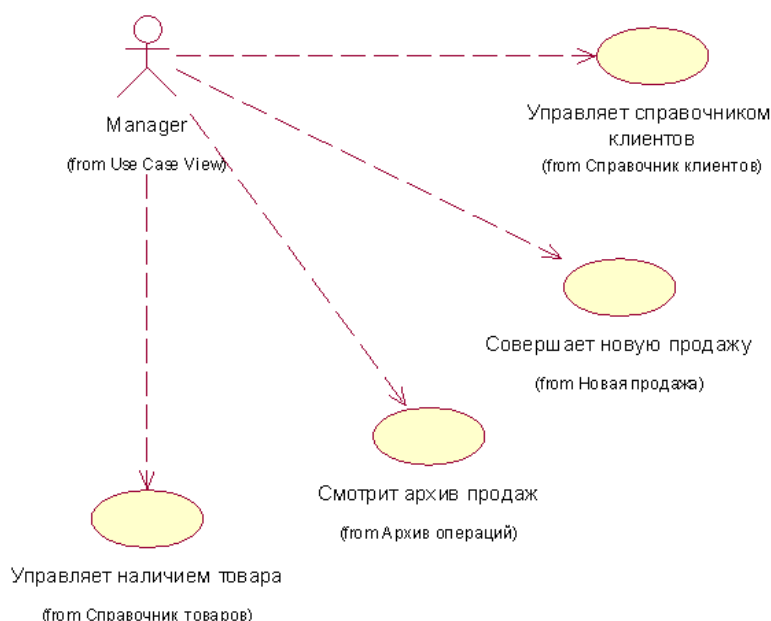 Manager
(from Use Case View)
Управляет справочником
клиентов
(from Справочник клиентов)
Совершает новую продажу
(from Новая продажа)
Смотрит архив продаж
(from Архив операций)
Управляет наличием товара
(from Справочник товаров)